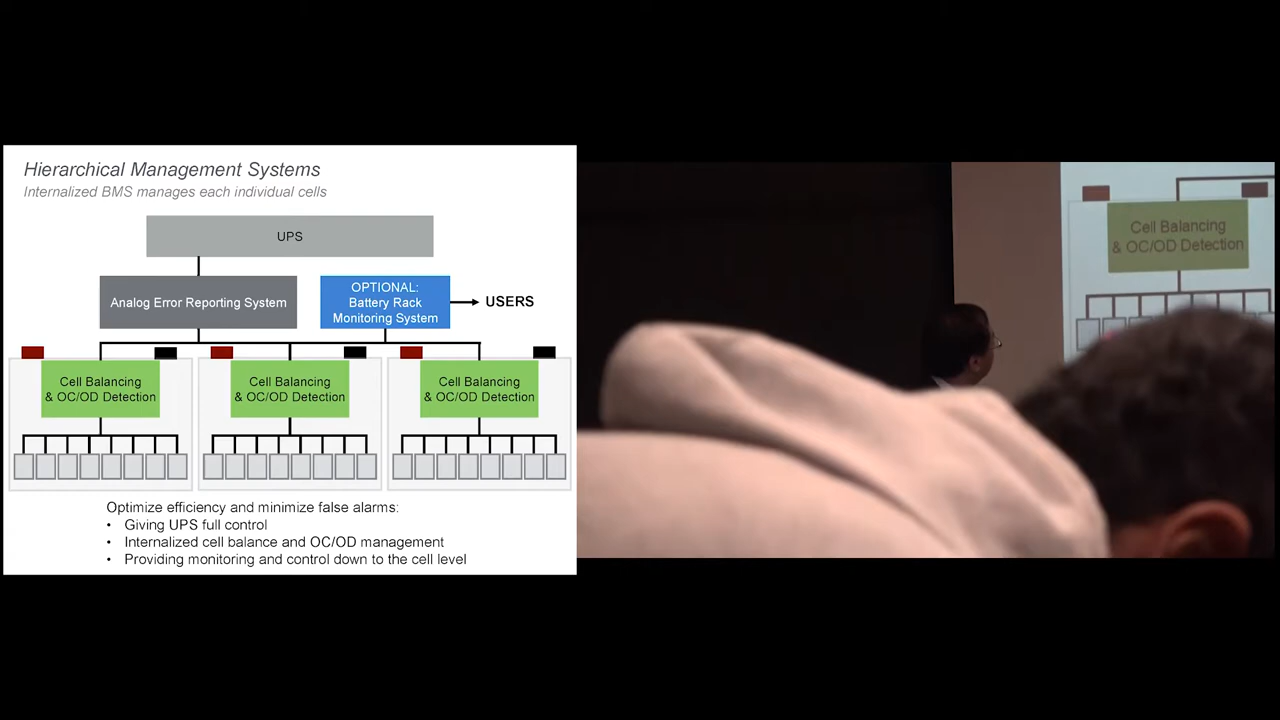 Hierarchical Management Systems
Internalized BMS manages each individual cells
UPS
Analog Error Reporting System
OPTIONAL:
Battery Rack
Monitoring System
USERS
Cell Balancing
& OC/OD Detection
Cell Balancing
& OC/OD Detection
Cell Balancing
& OC/OD Detection
Optimize efficiency and minimize false alarms:
• Giving UPS full control
• Internalized cell balance and OC/OD management
• Providing monitoring and control down to the cell level
Cell Balancing
& OC/OD Detection